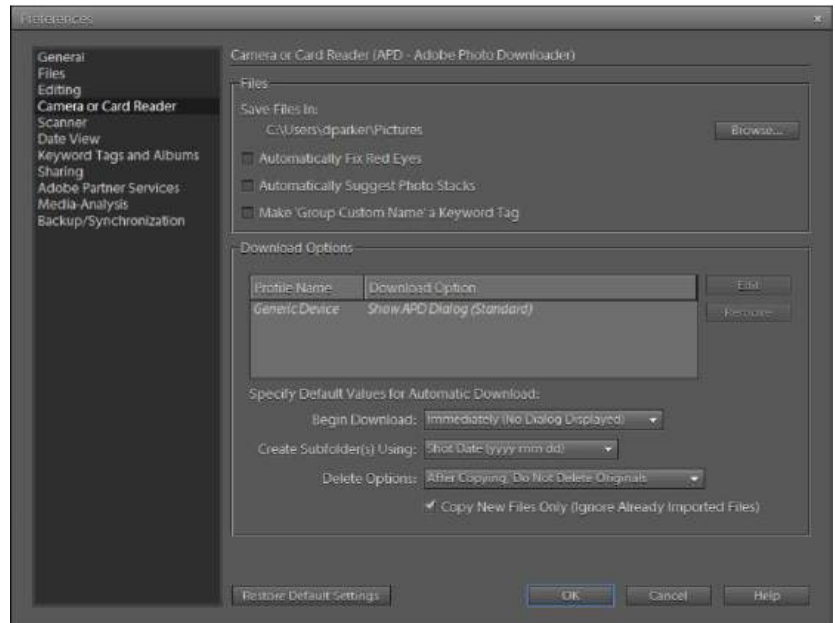 Preferences
General
Files
Editing
Camera or Card Reader
Scanner
Date View
Keyword Tags and Albums
Sharing
Adobe Partner Services
Media-Analysis
Backup/Synchronization
Camera or Card Reader (APD - Adobe Photo Downloader)
Files
Save Files in:
C:\Users\dparker\Pictures
Browse...
Automatically Fix Red Eyes
Automatically Suggest Photo Stacks
Make 'Group Custom Name' a Keyword Tag
Download Options
Profile Name Download Option
Generic Device Show APD Dialog (Standard)
Edit
Remove
Specify Default Values for Automatic Download:
Begin Download: Immediately (No Dialog Displayed)
Create Subfolder(s) Using: Shot Date (yyyy mm dd)
Delete Options: After Copying, Do Not Delete Originals
Copy New Files Only (Ignore Already Imported Files)
Restore Default Settings OK Cancel Help